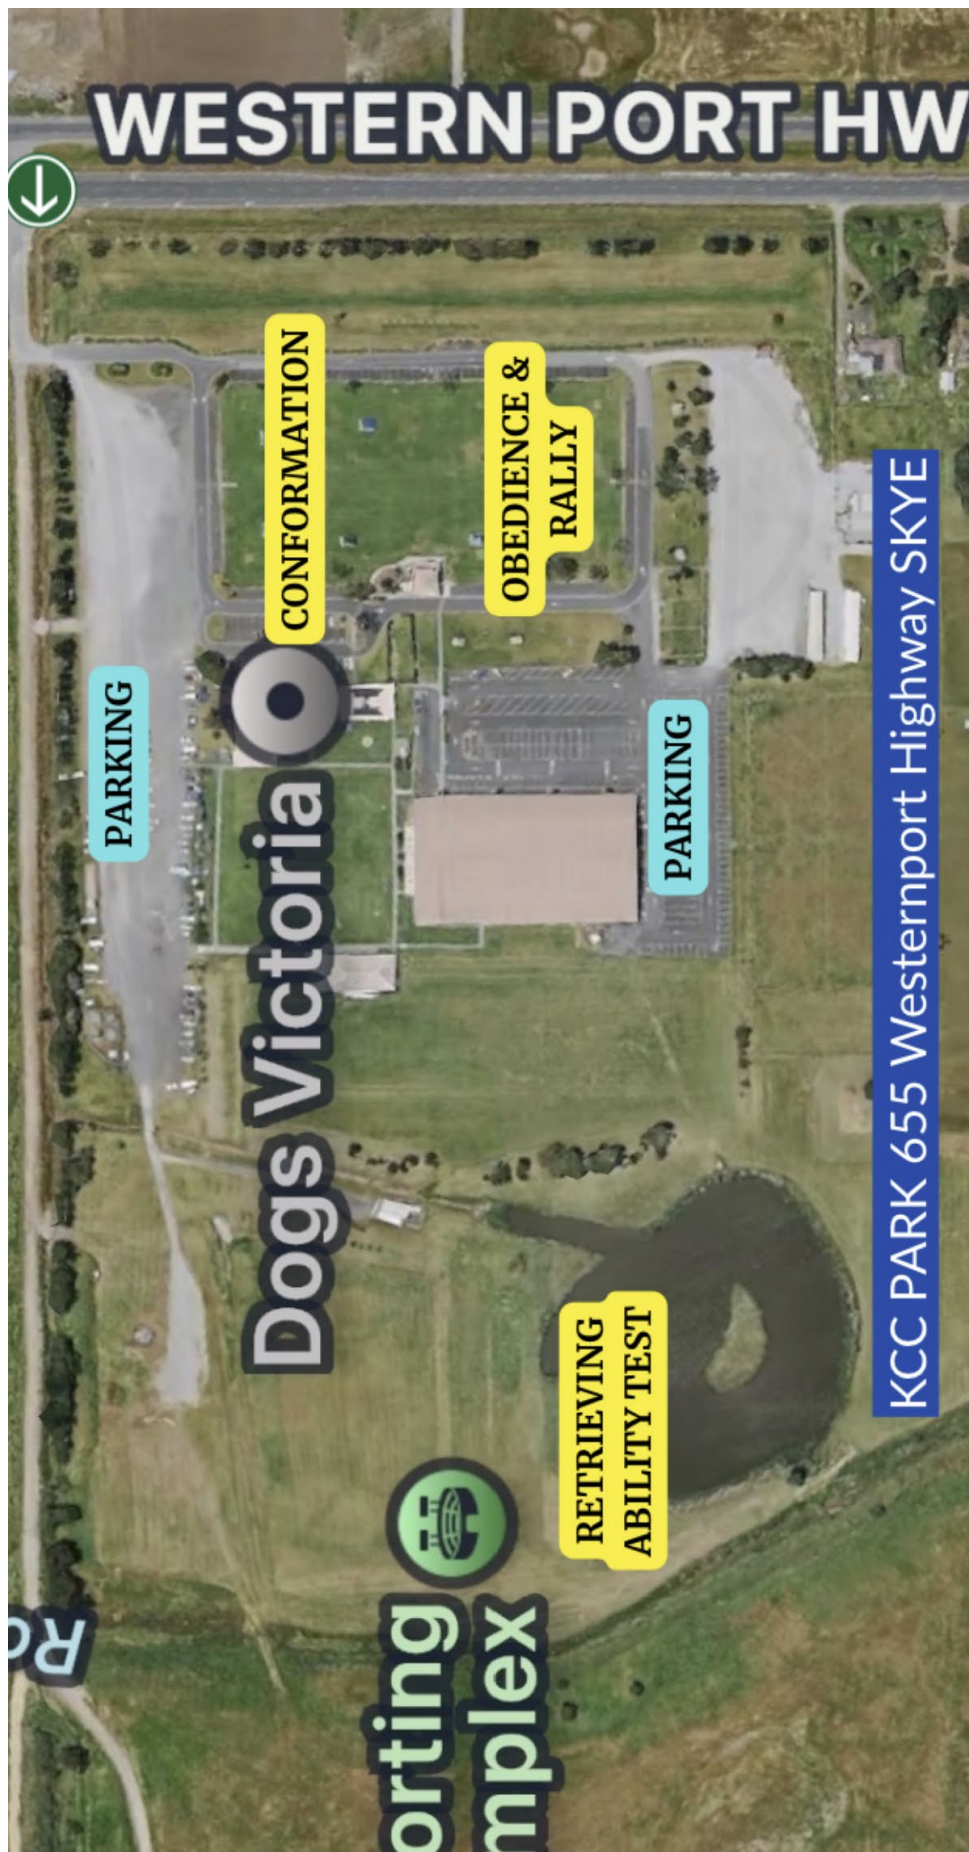 WESTERN PORT HW
CONFORMATION
OBEDIENCE &
RALLY
PARKING
PARKING
Dogs Victoria
KCC PARK 655 Westernport Highway SKYE
RETRIEVING
ABILITY TEST
Ro
orting
mplex